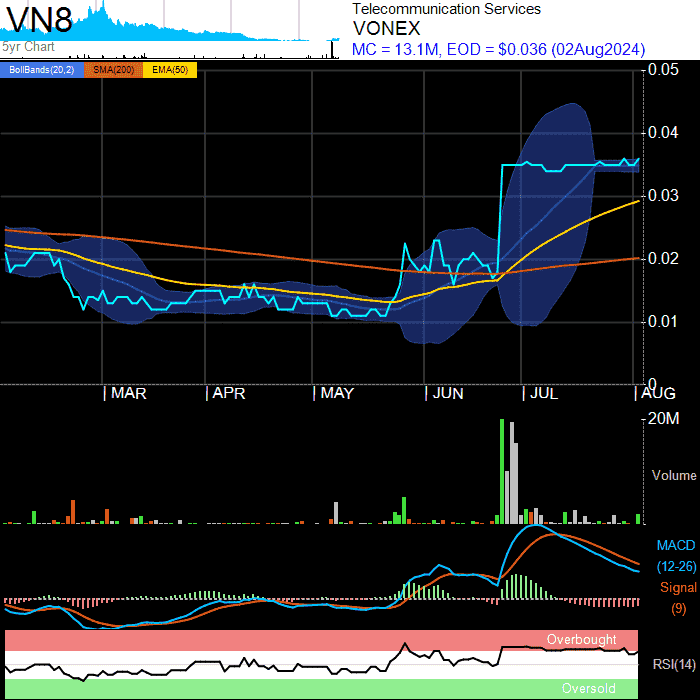 VN8
5yr Chart
Telecommunication Services
VONEX
MC = 13.1M, EOD = $0.036 (02Aug2024)
BollBands(20,2) SMA(200) EMA(50)
0.05
0.04
0.03
0.02
0.01
0
MAR APR MAY JUN JUL AUG
20M
Volume
MACD
(12-26)
Signal
(9)
Overbought
RSI(14)
Oversold